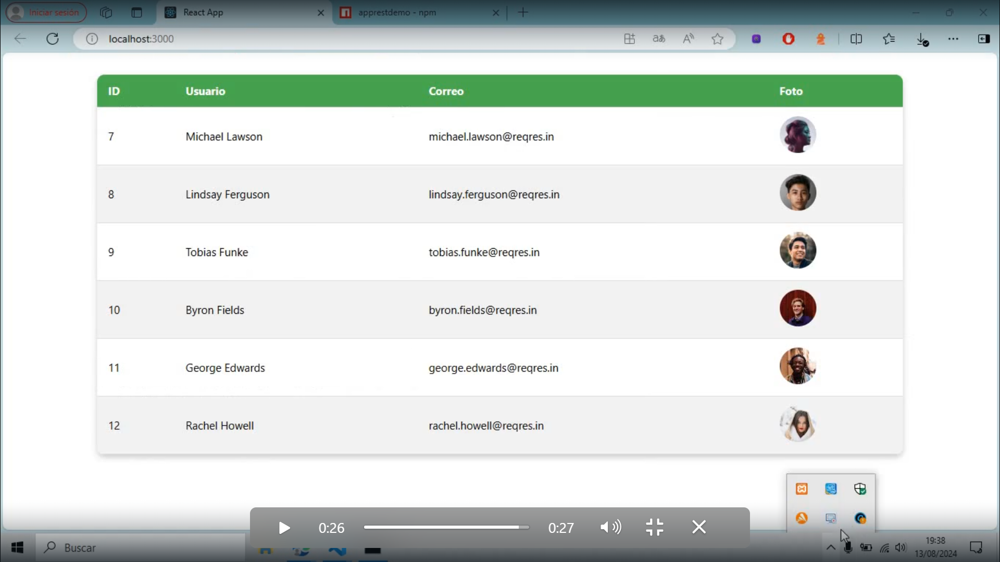 Iniciar sesión
React App
apprestdemo - npm
localhost:3000
aあ
ID Usuario Correo Foto
7 Michael Lawson michael.lawson@reqres.in
8 Lindsay Ferguson lindsay.ferguson@reqres.in
9 Tobias Funke tobias.funke@reqres.in
10 Byron Fields byron.fields@reqres.in
11 George Edwards george.edwards@reqres.in
12 Rachel Howell rachel.howell@reqres.in
0:26 0:27
Buscar
19:38
13/08/2024